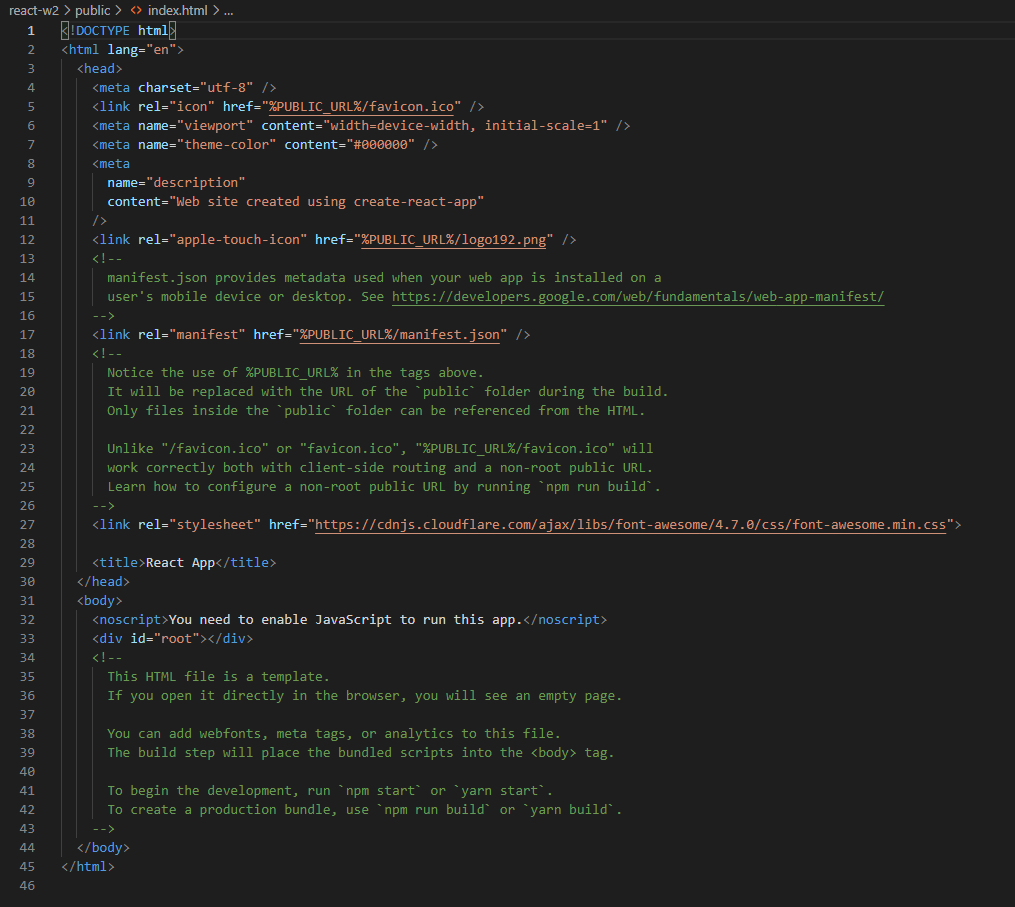 react-w2 > public > <> index.html > ...
1 <!DOCTYPE html>
2 <html lang="en">
3   <head>
4     <meta charset="utf-8" />
5     <link rel="icon" href="%PUBLIC_URL%/favicon.ico" />
6     <meta name="viewport" content="width=device-width, initial-scale=1" />
7     <meta name="theme-color" content="#000000" />
8     <meta
9       name="description"
10       content="Web site created using create-react-app"
11     />
12     <link rel="apple-touch-icon" href="%PUBLIC_URL%/logo192.png" />
13     <!--
14       manifest.json provides metadata used when your web app is installed on a
15       user's mobile device or desktop. See https://developers.google.com/web/fundamentals/web-app-manifest/
16     -->
17     <link rel="manifest" href="%PUBLIC_URL%/manifest.json" />
18     <!--
19       Notice the use of %PUBLIC_URL% in the tags above.
20       It will be replaced with the URL of the `public` folder during the build.
21       Only files inside the `public` folder can be referenced from the HTML.
22
23       Unlike "/favicon.ico" or "favicon.ico", "%PUBLIC_URL%/favicon.ico" will
24       work correctly both with client-side routing and a non-root public URL.
25       Learn how to configure a non-root public URL by running `npm run build`.
26     -->
27     <link rel="stylesheet" href="https://cdnjs.cloudflare.com/ajax/libs/font-awesome/4.7.0/css/font-awesome.min.css">
28
29     <title>React App</title>
30   </head>
31   <body>
32     <noscript>You need to enable JavaScript to run this app.</noscript>
33     <div id="root"></div>
34     <!--
35       This HTML file is a template.
36       If you open it directly in the browser, you will see an empty page.
37
38       You can add webfonts, meta tags, or analytics to this file.
39       The build step will place the bundled scripts into the <body> tag.
40
41       To begin the development, run `npm start` or `yarn start`.
42       To create a production bundle, use `npm run build` or `yarn build`.
43     -->
44   </body>
45 </html>
46